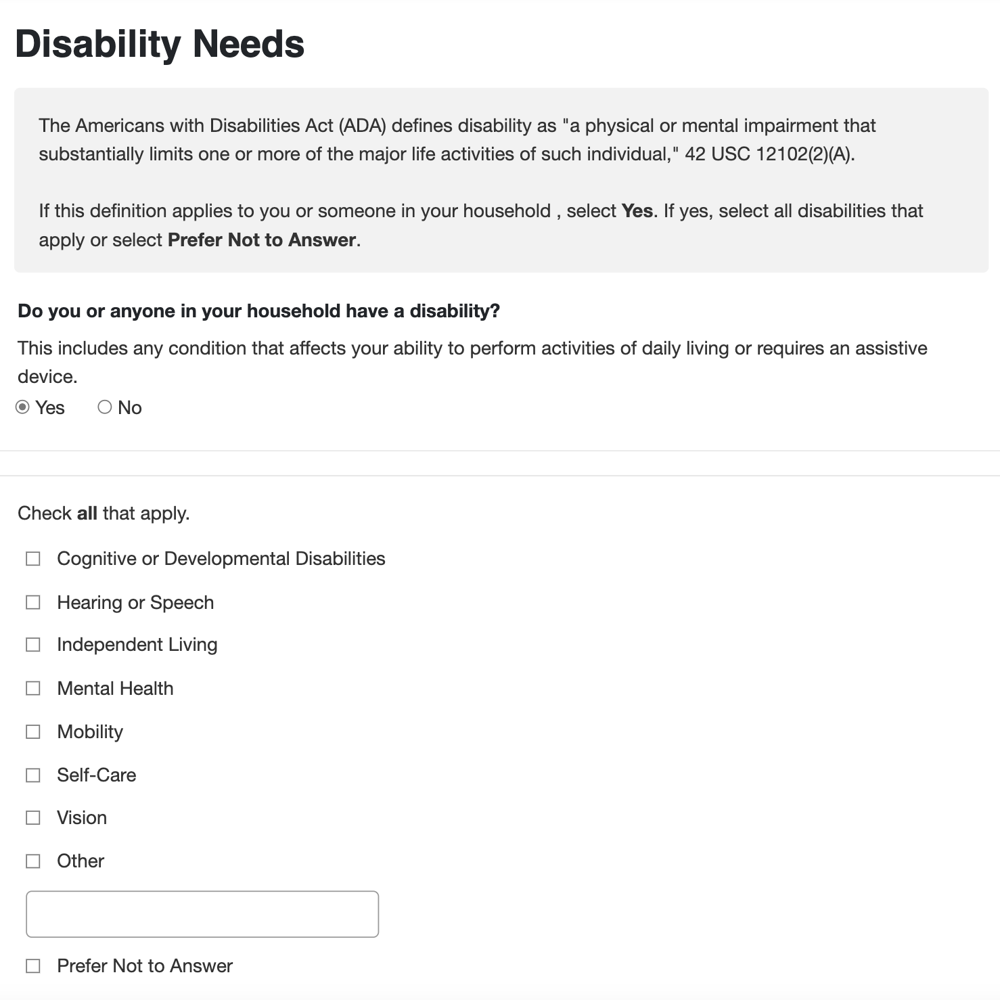 Disability Needs
The Americans with Disabilities Act (ADA) defines disability as "a physical or mental impairment that
substantially limits one or more of the major life activities of such individual," 42 USC 12102(2)(A).
If this definition applies to you or someone in your household , select Yes. If yes, select all disabilities that
apply or select Prefer Not to Answer.
Do you or anyone in your household have a disability?
This includes any condition that affects your ability to perform activities of daily living or requires an assistive
device.
Yes No
Check all that apply.
Cognitive or Developmental Disabilities
Hearing or Speech
Independent Living
Mental Health
Mobility
Self-Care
Vision
Other
Prefer Not to Answer